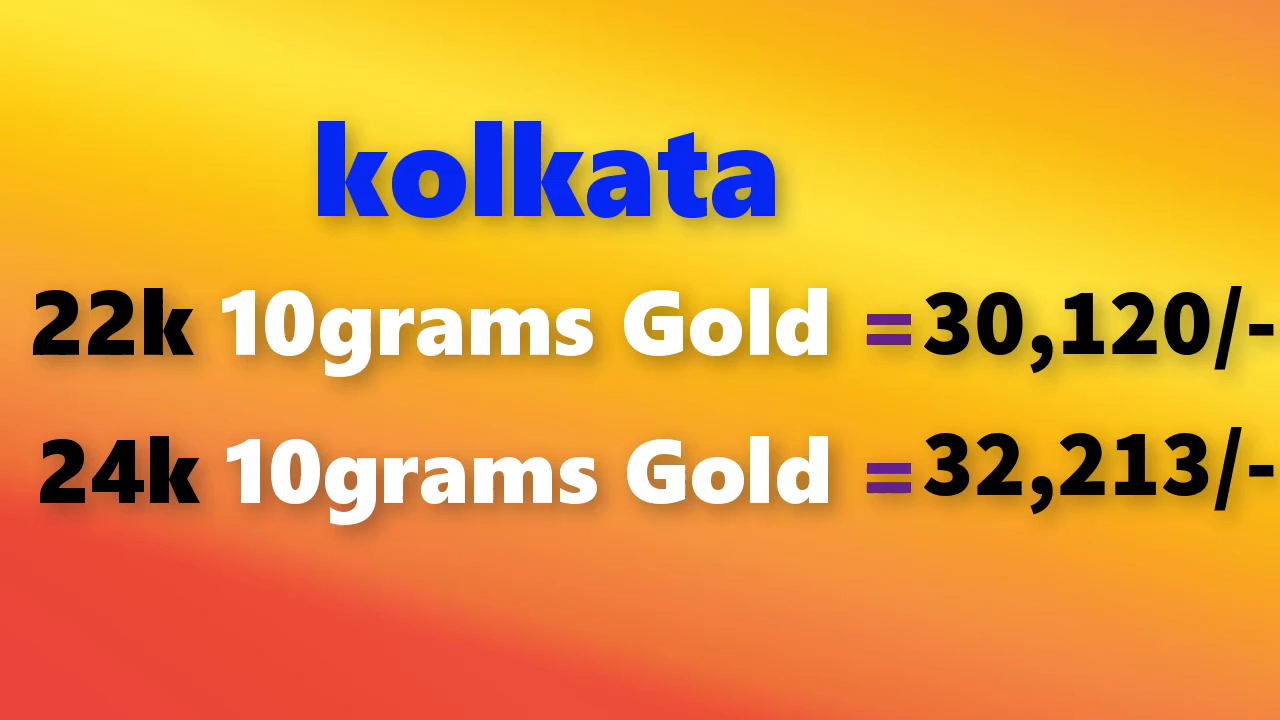 kolkata
22k 10grams Gold =30,120/-
24k 10grams Gold =32,213/-